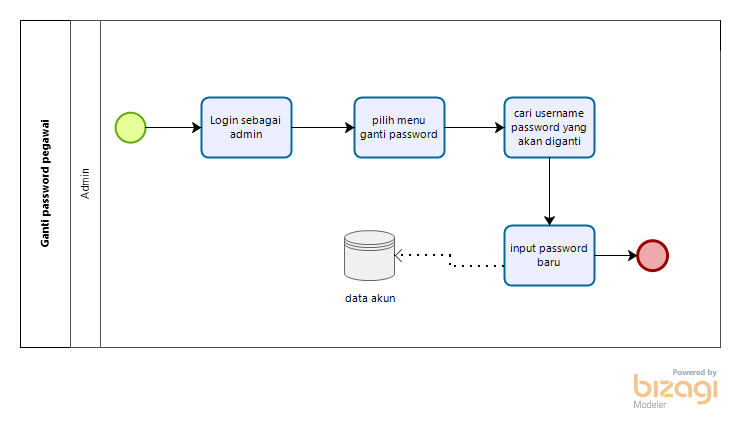 Ganti password pegawai
Admin
Login sebagai
admin
pilih menu
ganti password
cari username
password yang
akan diganti
input password
baru
data akun
Powered by
bizagi
Modeler